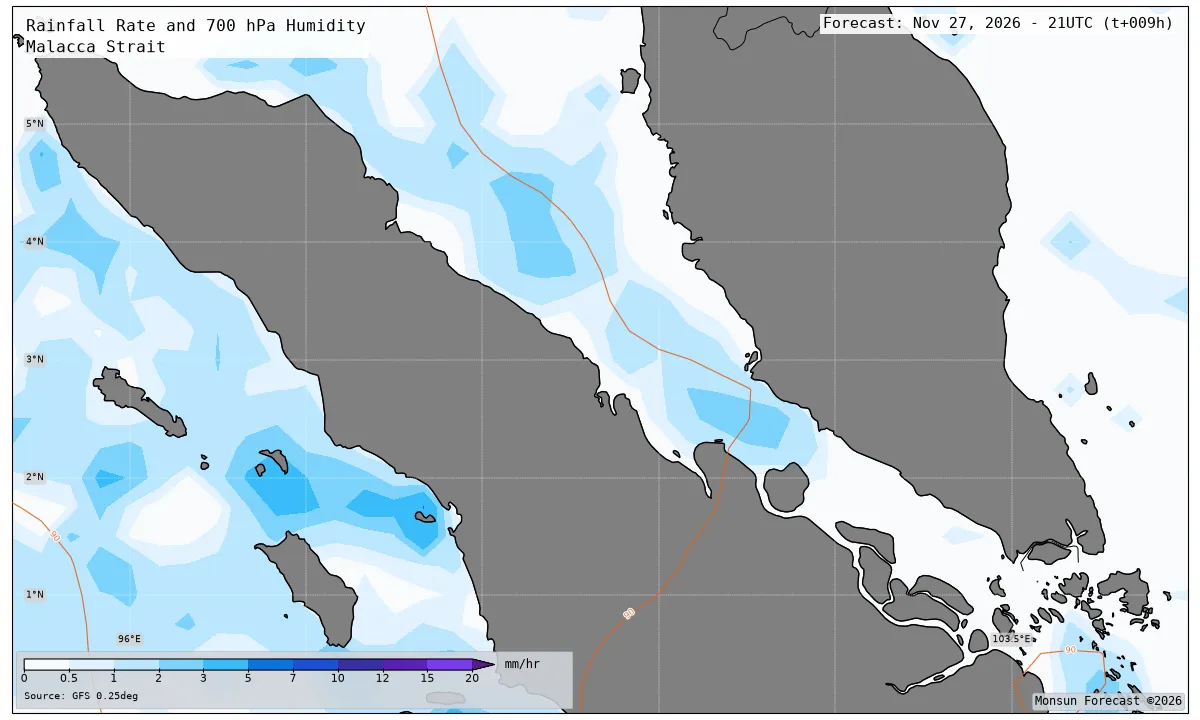 Rainfall Rate and 700 hPa Humidity
Malacca Strait
Forecast: Nov 27, 2026 - 21UTC (t+009h)
5°N
4°N
3°N
2°N
1°N
96°E
103.5°E
90
90
90
0 0.5 1 2 3 5 7 10 12 15 20 mm/hr
Source: GFS 0.25deg
Monsun Forecast ©2026